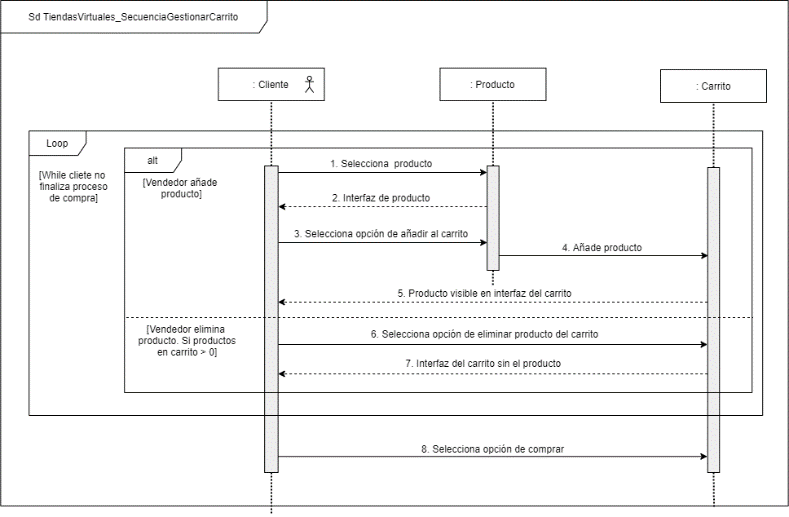 Sd TiendasVirtuales_SecuenciaGestionarCarrito
: Cliente
: Producto
: Carrito
Loop
[While cliete no
finaliza proceso
de compra]
alt
[Vendedor añade
producto]
1. Selecciona producto
2. Interfaz de producto
3. Selecciona opción de añadir al carrito
4. Añade producto
5. Producto visible en interfaz del carrito
[Vendedor elimina
producto. Si productos
en carrito > 0]
6. Selecciona opción de eliminar producto del carrito
7. Interfaz del carrito sin el producto
8. Selecciona opción de comprar